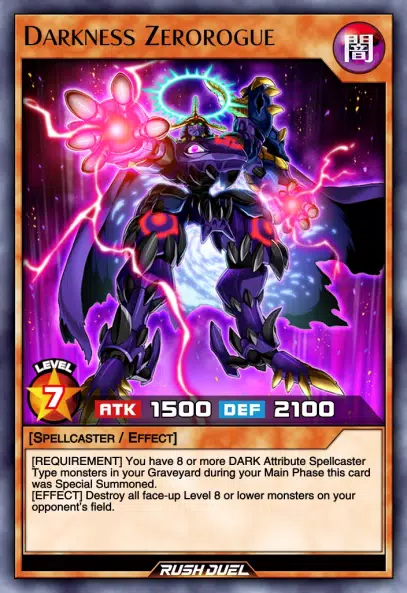 Darkness Zerorogue
闇
LEVEL
7
ATK 1500 DEF 2100
[Spellcaster / Effect]
[REQUIREMENT] You have 8 or more DARK Attribute Spellcaster
Type monsters in your Graveyard during your Main Phase this card
was Special Summoned.
[EFFECT] Destroy all face-up Level 8 or lower monsters on your
opponent's field.
RUSH DUEL